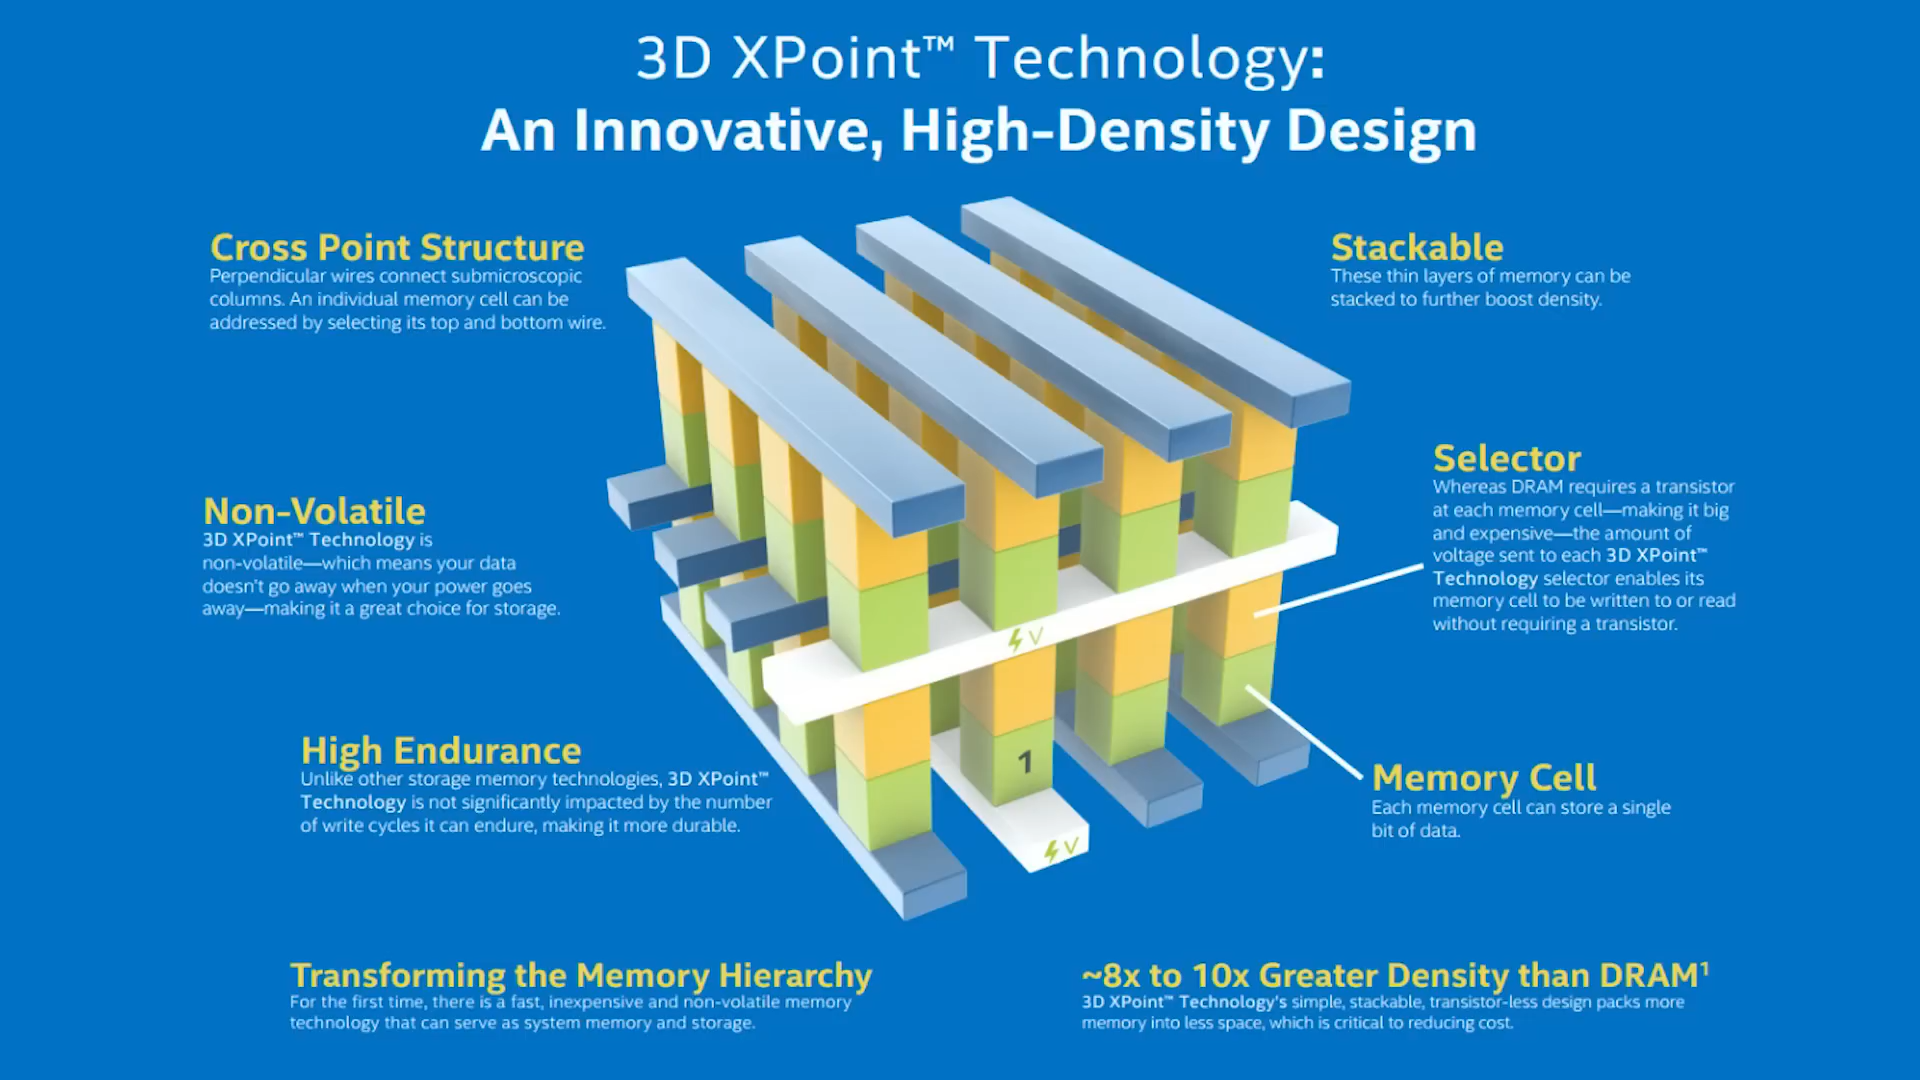 3D XPoint™ Technology:
An Innovative, High-Density Design
Cross Point Structure
Perpendicular wires connect submicroscopic
columns. An individual memory cell can be
addressed by selecting its top and bottom wire.
Stackable
These thin layers of memory can be
stacked to further boost density.
Non-Volatile
3D XPoint™ Technology is
non-volatile—which means your data
doesn't go away when your power goes
away—making it a great choice for storage.
Selector
Whereas DRAM requires a transistor
at each memory cell—making it big
and expensive—the amount of
voltage sent to each 3D XPoint™
Technology selector enables its
memory cell to be written to or read
without requiring a transistor.
V
1
V
High Endurance
Unlike other storage memory technologies, 3D XPoint™
Technology is not significantly impacted by the number
of write cycles it can endure, making it more durable.
Memory Cell
Each memory cell can store a single
bit of data.
Transforming the Memory Hierarchy
For the first time, there is a fast, inexpensive and non-volatile memory
technology that can serve as system memory and storage.
~8x to 10x Greater Density than DRAM¹
3D XPoint™ Technology's simple, stackable, transistor-less design packs more
memory into less space, which is critical to reducing cost.